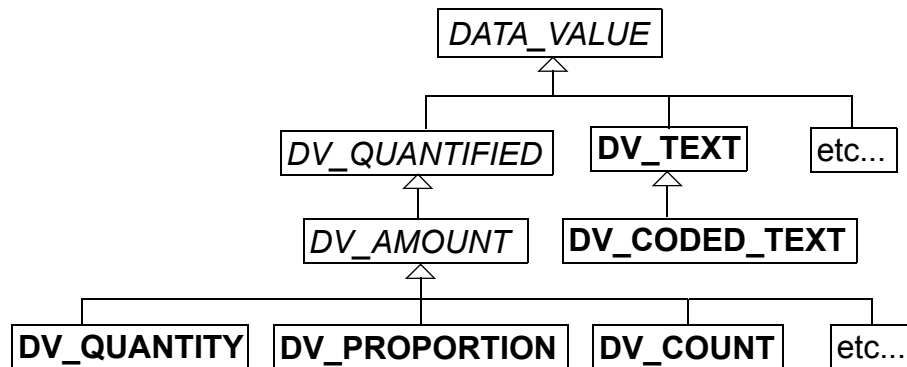 DATA_VALUE
DV_QUANTIFIED DV_TEXT etc...
DV_AMOUNT DV_CODED_TEXT
DV_QUANTITY DV_PROPORTION DV_COUNT etc...